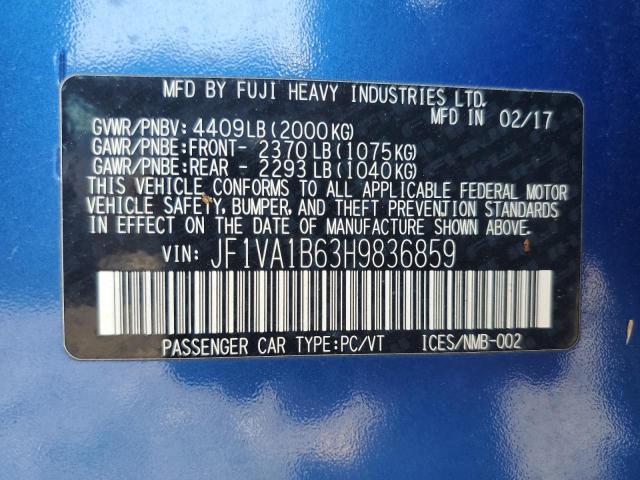 MFD BY FUJI HEAVY INDUSTRIES LTD.
MFD IN 02/17
GVWR/PNBV: 4409LB (2000KG)
GAWR/PNBE:FRONT- 2370LB (1075KG)
GAWR/PNBE:REAR - 2293LB (1040KG)
THIS VEHICLE CONFORMS TO ALL APPLICABLE FEDERAL MOTOR
VEHICLE SAFETY, BUMPER, AND THEFT PREVENTION STANDARDS
IN EFFECT ON THE DATE OF MANUFACTURE SHOWN ABOVE.
VIN: JF1VA1B63H9836859
PASSENGER CAR TYPE:PC/VT ICES/NMB-002